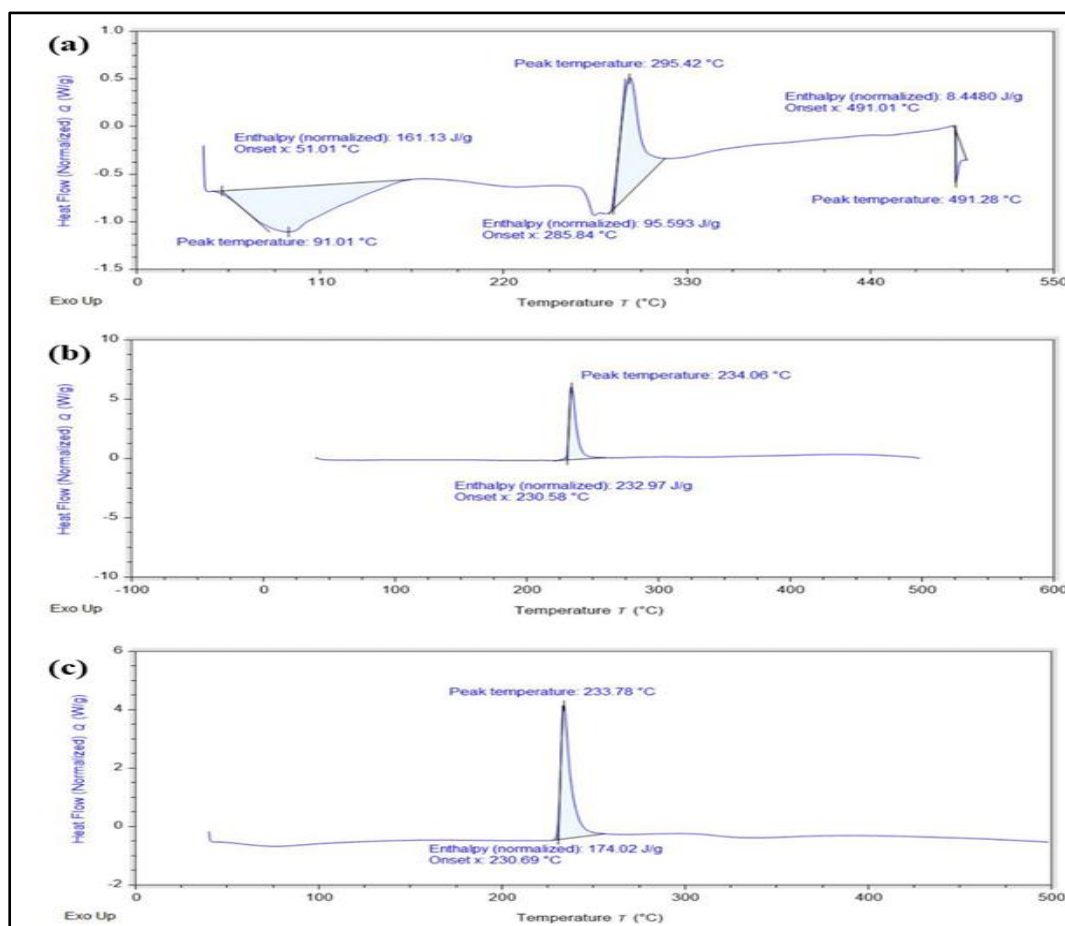 (a)
Heat Flow (Normalized) Q (W/g)
1.0
0.5
0.0
-0.5
-1.0
-1.5
Peak temperature: 295.42 °C
Enthalpy (normalized): 161.13 J/g
Onset x: 51.01 °C
Enthalpy (normalized): 8.4480 J/g
Onset x: 491.01 °C
Peak temperature: 91.01 °C
Enthalpy (normalized): 95.593 J/g
Onset x: 285.84 °C
Peak temperature: 491.28 °C
0 110 220 330 440 550
Exo Up
Temperature T (°C)
(b)
Heat Flow (Normalized) Q (W/g)
10
5
0
-5
-10
Peak temperature: 234.06 °C
Enthalpy (normalized): 232.97 J/g
Onset x: 230.58 °C
-100 0 100 200 300 400 500 600
Exo Up
Temperature T (°C)
(c)
Heat Flow (Normalized) Q (W/g)
6
4
2
0
-2
Peak temperature: 233.78 °C
Enthalpy (normalized): 174.02 J/g
Onset x: 230.69 °C
0 100 200 300 400 500
Exo Up
Temperature T (°C)